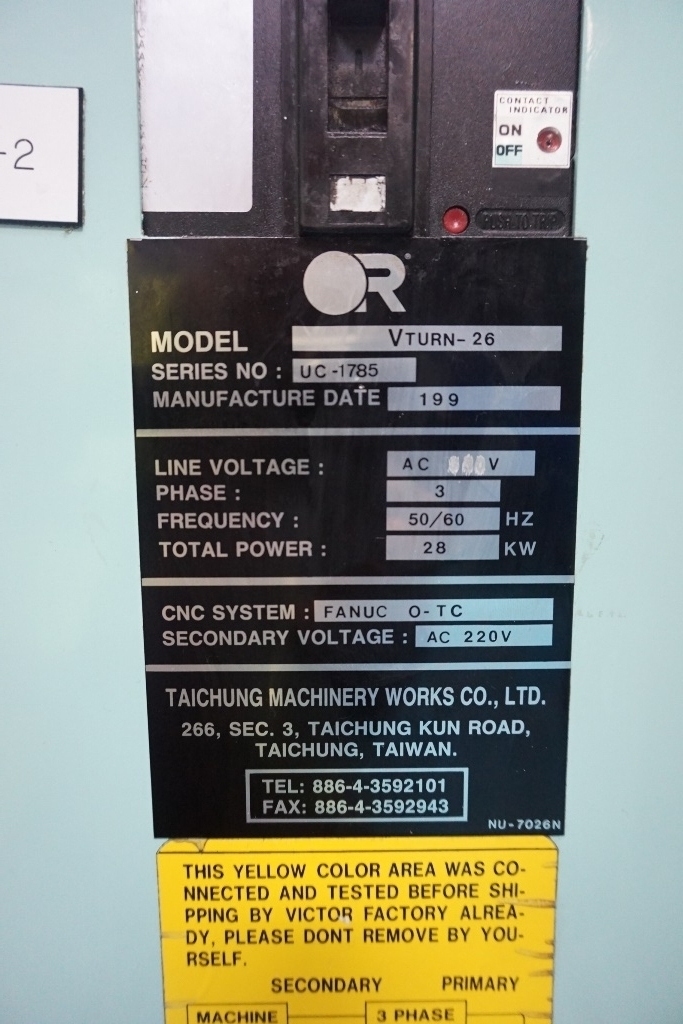 -2
CONTACT
INDICATOR
ON
OFF
PUSH TO TRIP
R
MODEL VTURN-26
SERIES NO : UC-1785
MANUFACTURE DATE 199
LINE VOLTAGE : AC V
PHASE : 3
FREQUENCY : 50/60 HZ
TOTAL POWER : 28 KW
CNC SYSTEM : FANUC O-TC
SECONDARY VOLTAGE : AC 220V
TAICHUNG MACHINERY WORKS CO., LTD.
266, SEC. 3, TAICHUNG KUN ROAD,
TAICHUNG, TAIWAN.
TEL: 886-4-3592101
FAX: 886-4-3592943
NU-7026N
THIS YELLOW COLOR AREA WAS CO-
NNECTED AND TESTED BEFORE SHI-
PPING BY VICTOR FACTORY ALREA-
DY, PLEASE DONT REMOVE BY YOU-
RSELF.
SECONDARY PRIMARY
MACHINE 3 PHASE